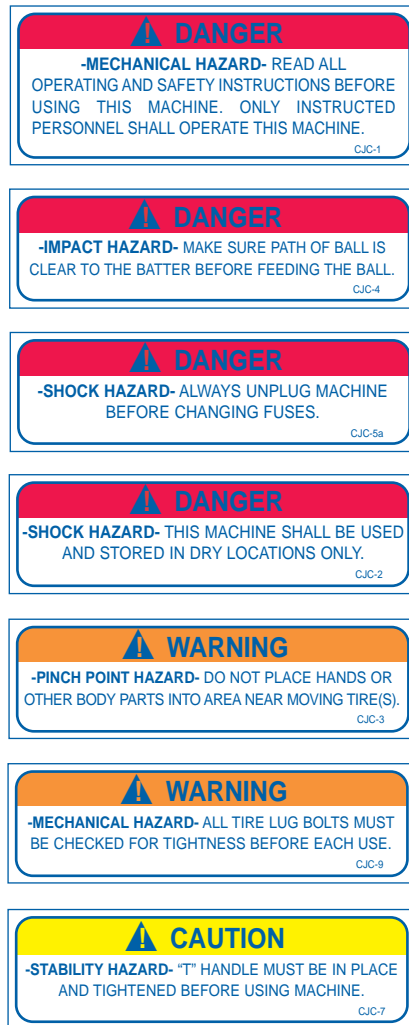 DANGER
-MECHANICAL HAZARD- READ ALL
OPERATING AND SAFETY INSTRUCTIONS BEFORE
USING THIS MACHINE. ONLY INSTRUCTED
PERSONNEL SHALL OPERATE THIS MACHINE.
CJC-1
DANGER
-IMPACT HAZARD- MAKE SURE PATH OF BALL IS
CLEAR TO THE BATTER BEFORE FEEDING THE BALL.
CJC-4
DANGER
-SHOCK HAZARD- ALWAYS UNPLUG MACHINE
BEFORE CHANGING FUSES.
CJC-5a
DANGER
-SHOCK HAZARD- THIS MACHINE SHALL BE USED
AND STORED IN DRY LOCATIONS ONLY.
CJC-2
WARNING
-PINCH POINT HAZARD- DO NOT PLACE HANDS OR
OTHER BODY PARTS INTO AREA NEAR MOVING TIRE(S).
CJC-3
WARNING
-MECHANICAL HAZARD- ALL TIRE LUG BOLTS MUST
BE CHECKED FOR TIGHTNESS BEFORE EACH USE.
CJC-9
CAUTION
-STABILITY HAZARD- “T” HANDLE MUST BE IN PLACE
AND TIGHTENED BEFORE USING MACHINE.
CJC-7